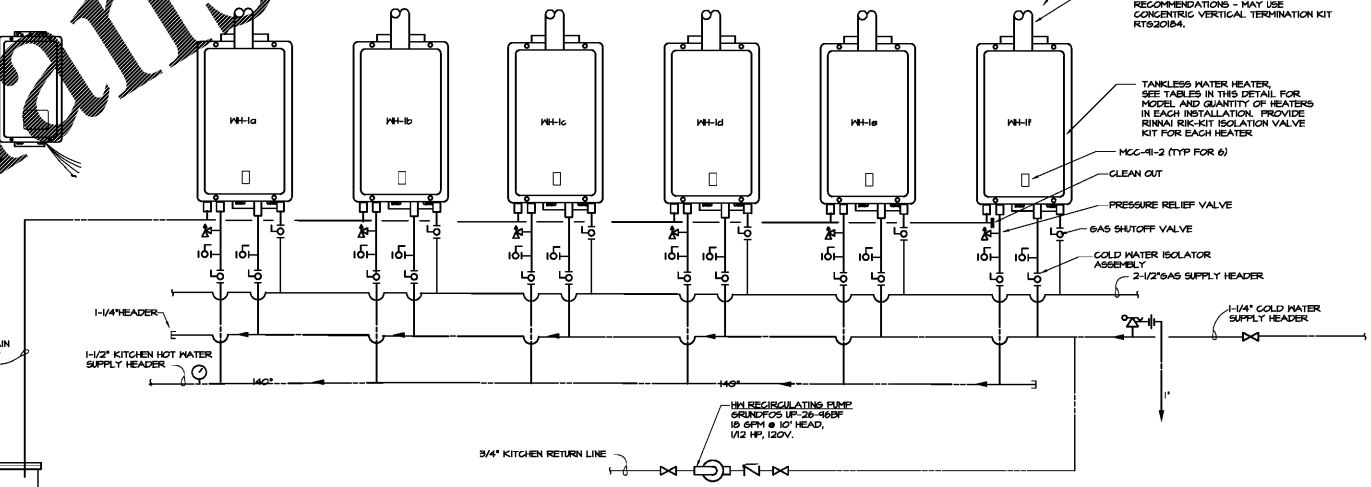 RECOMMENDATIONS - MAY USE
CONCENTRIC VERTICAL TERMINATION KIT
RTS20184.
WH-1a
WH-1b
WH-1c
WH-1d
WH-1e
WH-1f
TANKLESS WATER HEATER,
SEE TABLES IN THIS DETAIL FOR
MODEL AND QUANTITY OF HEATERS
IN EACH INSTALLATION. PROVIDE
RINNAI RIK-KIT ISOLATION VALVE
KIT FOR EACH HEATER
MCC-91-2 (TYP FOR 6)
CLEAN OUT
PRESSURE RELIEF VALVE
GAS SHUTOFF VALVE
COLD WATER ISOLATOR
ASSEMBLY
2-1/2"GAS SUPPLY HEADER
1-1/4"HEADER
1-1/4" COLD WATER
SUPPLY HEADER
1-1/2" KITCHEN HOT WATER
SUPPLY HEADER
140°
140°
1"
HW RECIRCULATING PUMP
GRUNDFOS UP-26-96BF
18 GPM @ 10' HEAD,
1/12 HP, 120V.
3/4" KITCHEN RETURN LINE